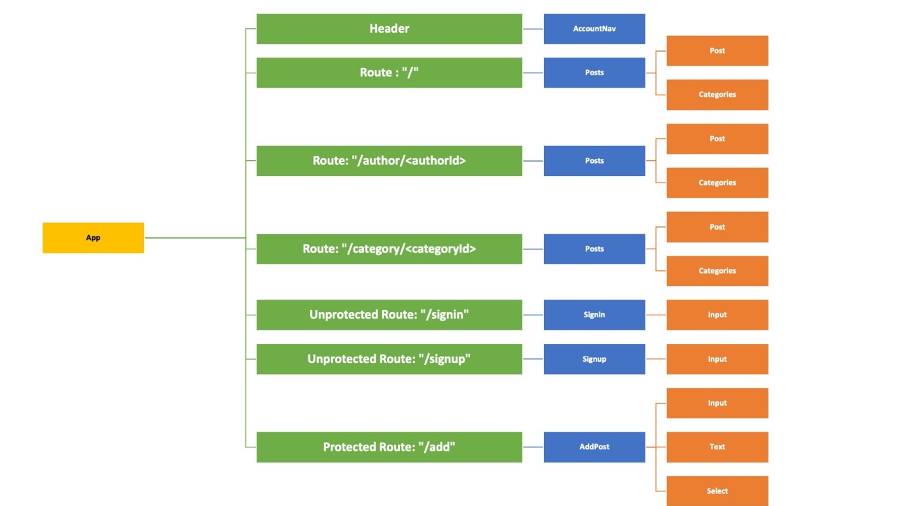 App
Header
AccountNav
Route : "/"
Posts
Post
Categories
Route: "/author/<authorId>
Posts
Post
Categories
Route: "/category/<categoryId>
Posts
Post
Categories
Unprotected Route: "/signin"
Signin
Input
Unprotected Route: "/signup"
Signup
Input
Protected Route: "/add"
AddPost
Input
Text
Select